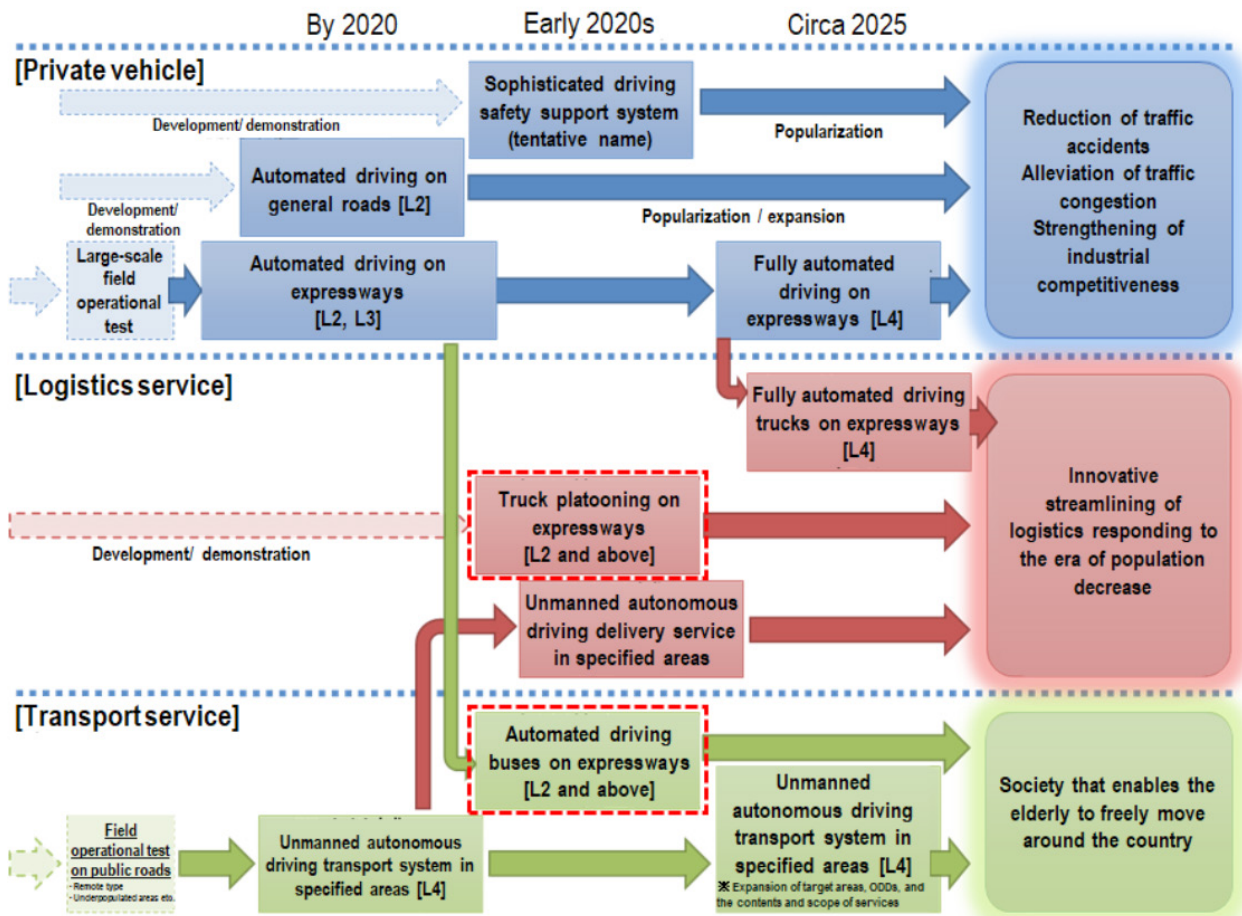 By 2020 Early 2020s Circa 2025
[Private vehicle]
Development/ demonstration
Sophisticated driving
safety support system
(tentative name)
Popularization
Development/
demonstration
Automated driving on
general roads [L2]
Popularization / expansion
Large-scale
field
operational
test
Automated driving on
expressways
[L2, L3]
Fully automated
driving on
expressways [L4]
Reduction of traffic
accidents
Alleviation of traffic
congestion
Strengthening of
industrial
competitiveness
[Logistics service]
Fully automated driving
trucks on expressways
[L4]
Development/ demonstration
Truck platooning on
expressways
[L2 and above]
Unmanned autonomous
driving delivery service
in specified areas
Innovative
streamlining of
logistics responding to
the era of population
decrease
[Transport service]
Automated driving
buses on expressways
[L2 and above]
Field
operational test
on public roads
- Remote type
- Underpopulated areas etc.
Unmanned autonomous
driving transport system in
specified areas [L4]
Unmanned
autonomous driving
transport system in
specified areas [L4]
※ Expansion of target areas, ODDs, and
the contents and scope of services
Society that enables the
elderly to freely move
around the country